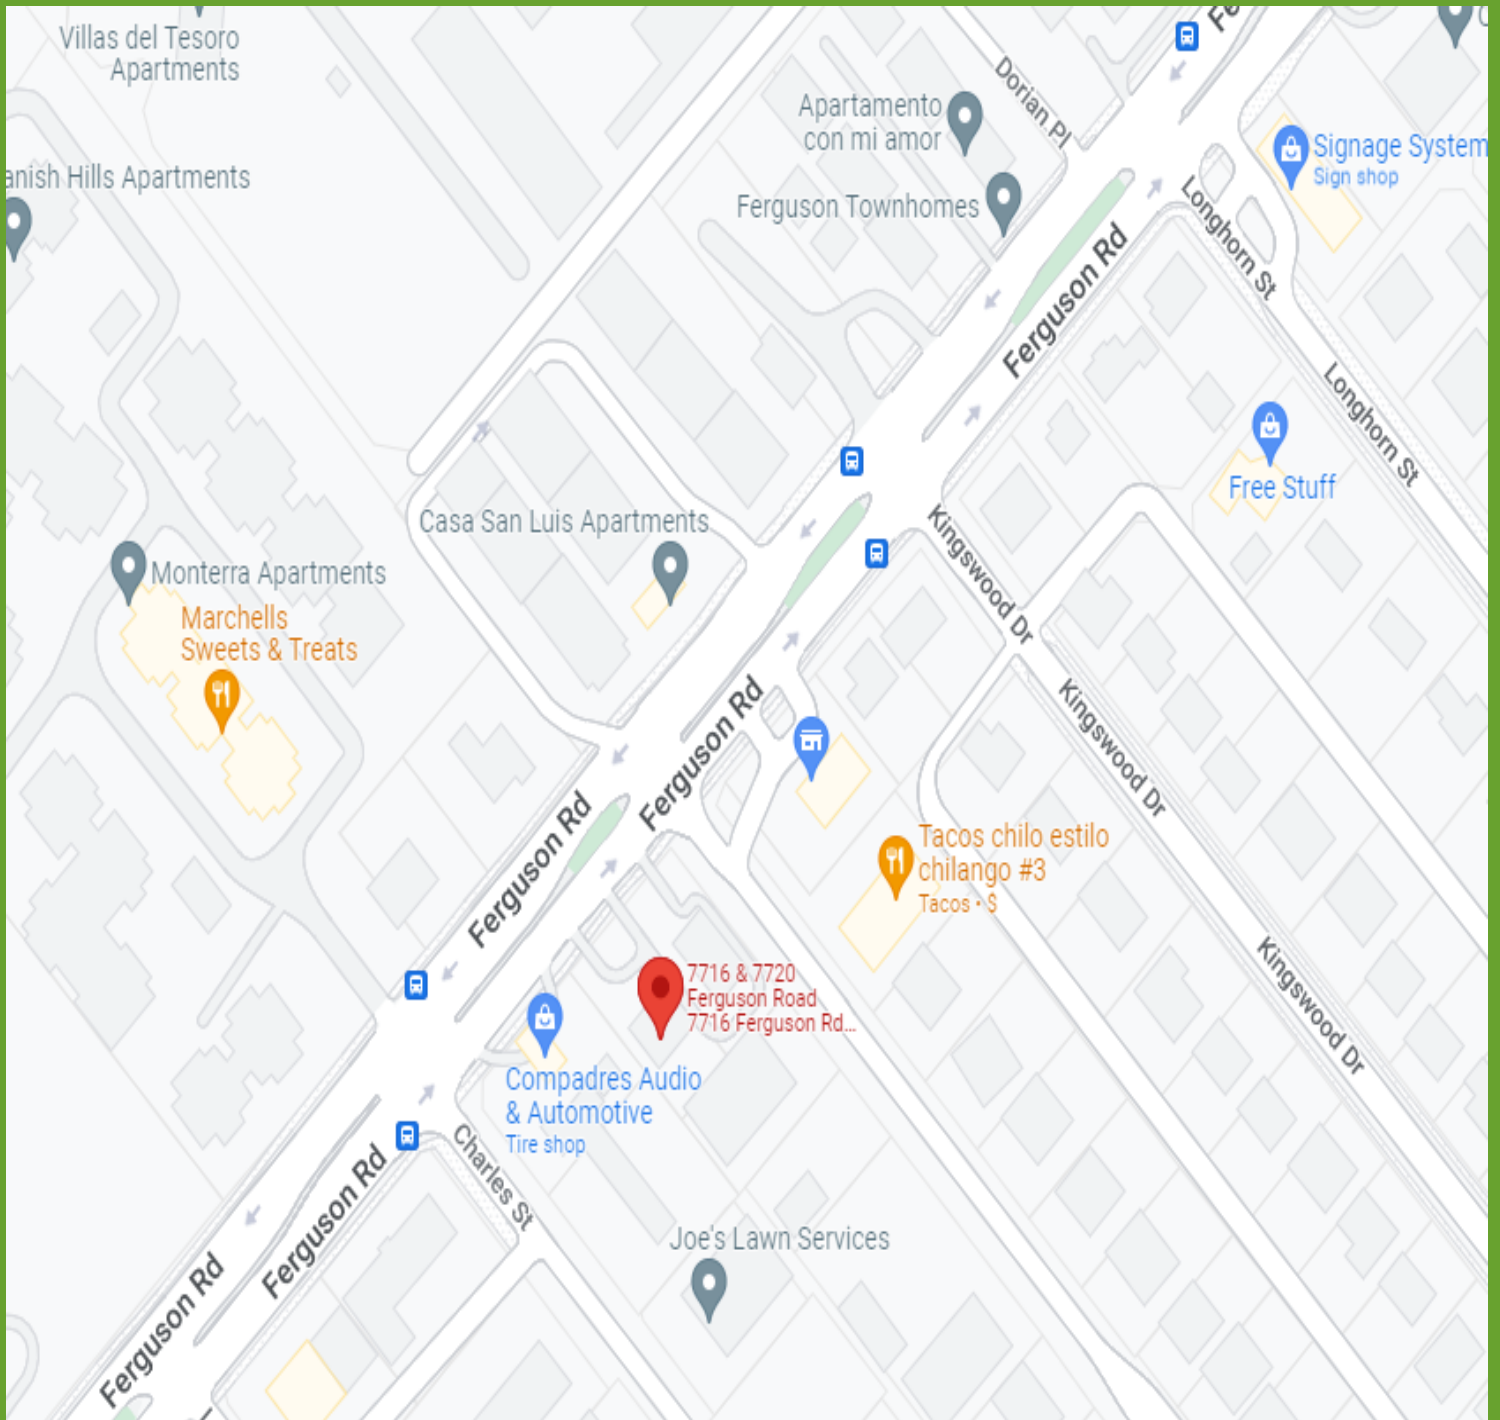 Villas del Tesoro
Apartments
anish Hills Apartments
Dorian Pl
Apartamento
con mi amor
Ferguson Townhomes
Signage System
Sign shop
Longhorn St
Ferguson Rd
Longhorn St
Free Stuff
Casa San Luis Apartments
Kingswood Dr
Monterra Apartments
Marchells
Sweets & Treats
Ferguson Rd
Kingswood Dr
Ferguson Rd
Tacos chilo estilo
chilango #3
Tacos • $
7716 & 7720
Ferguson Road
7716 Ferguson Rd...
Kingswood Dr
Compadres Audio
& Automotive
Tire shop
Charles St
Ferguson Rd
Joe's Lawn Services
Ferguson Rd